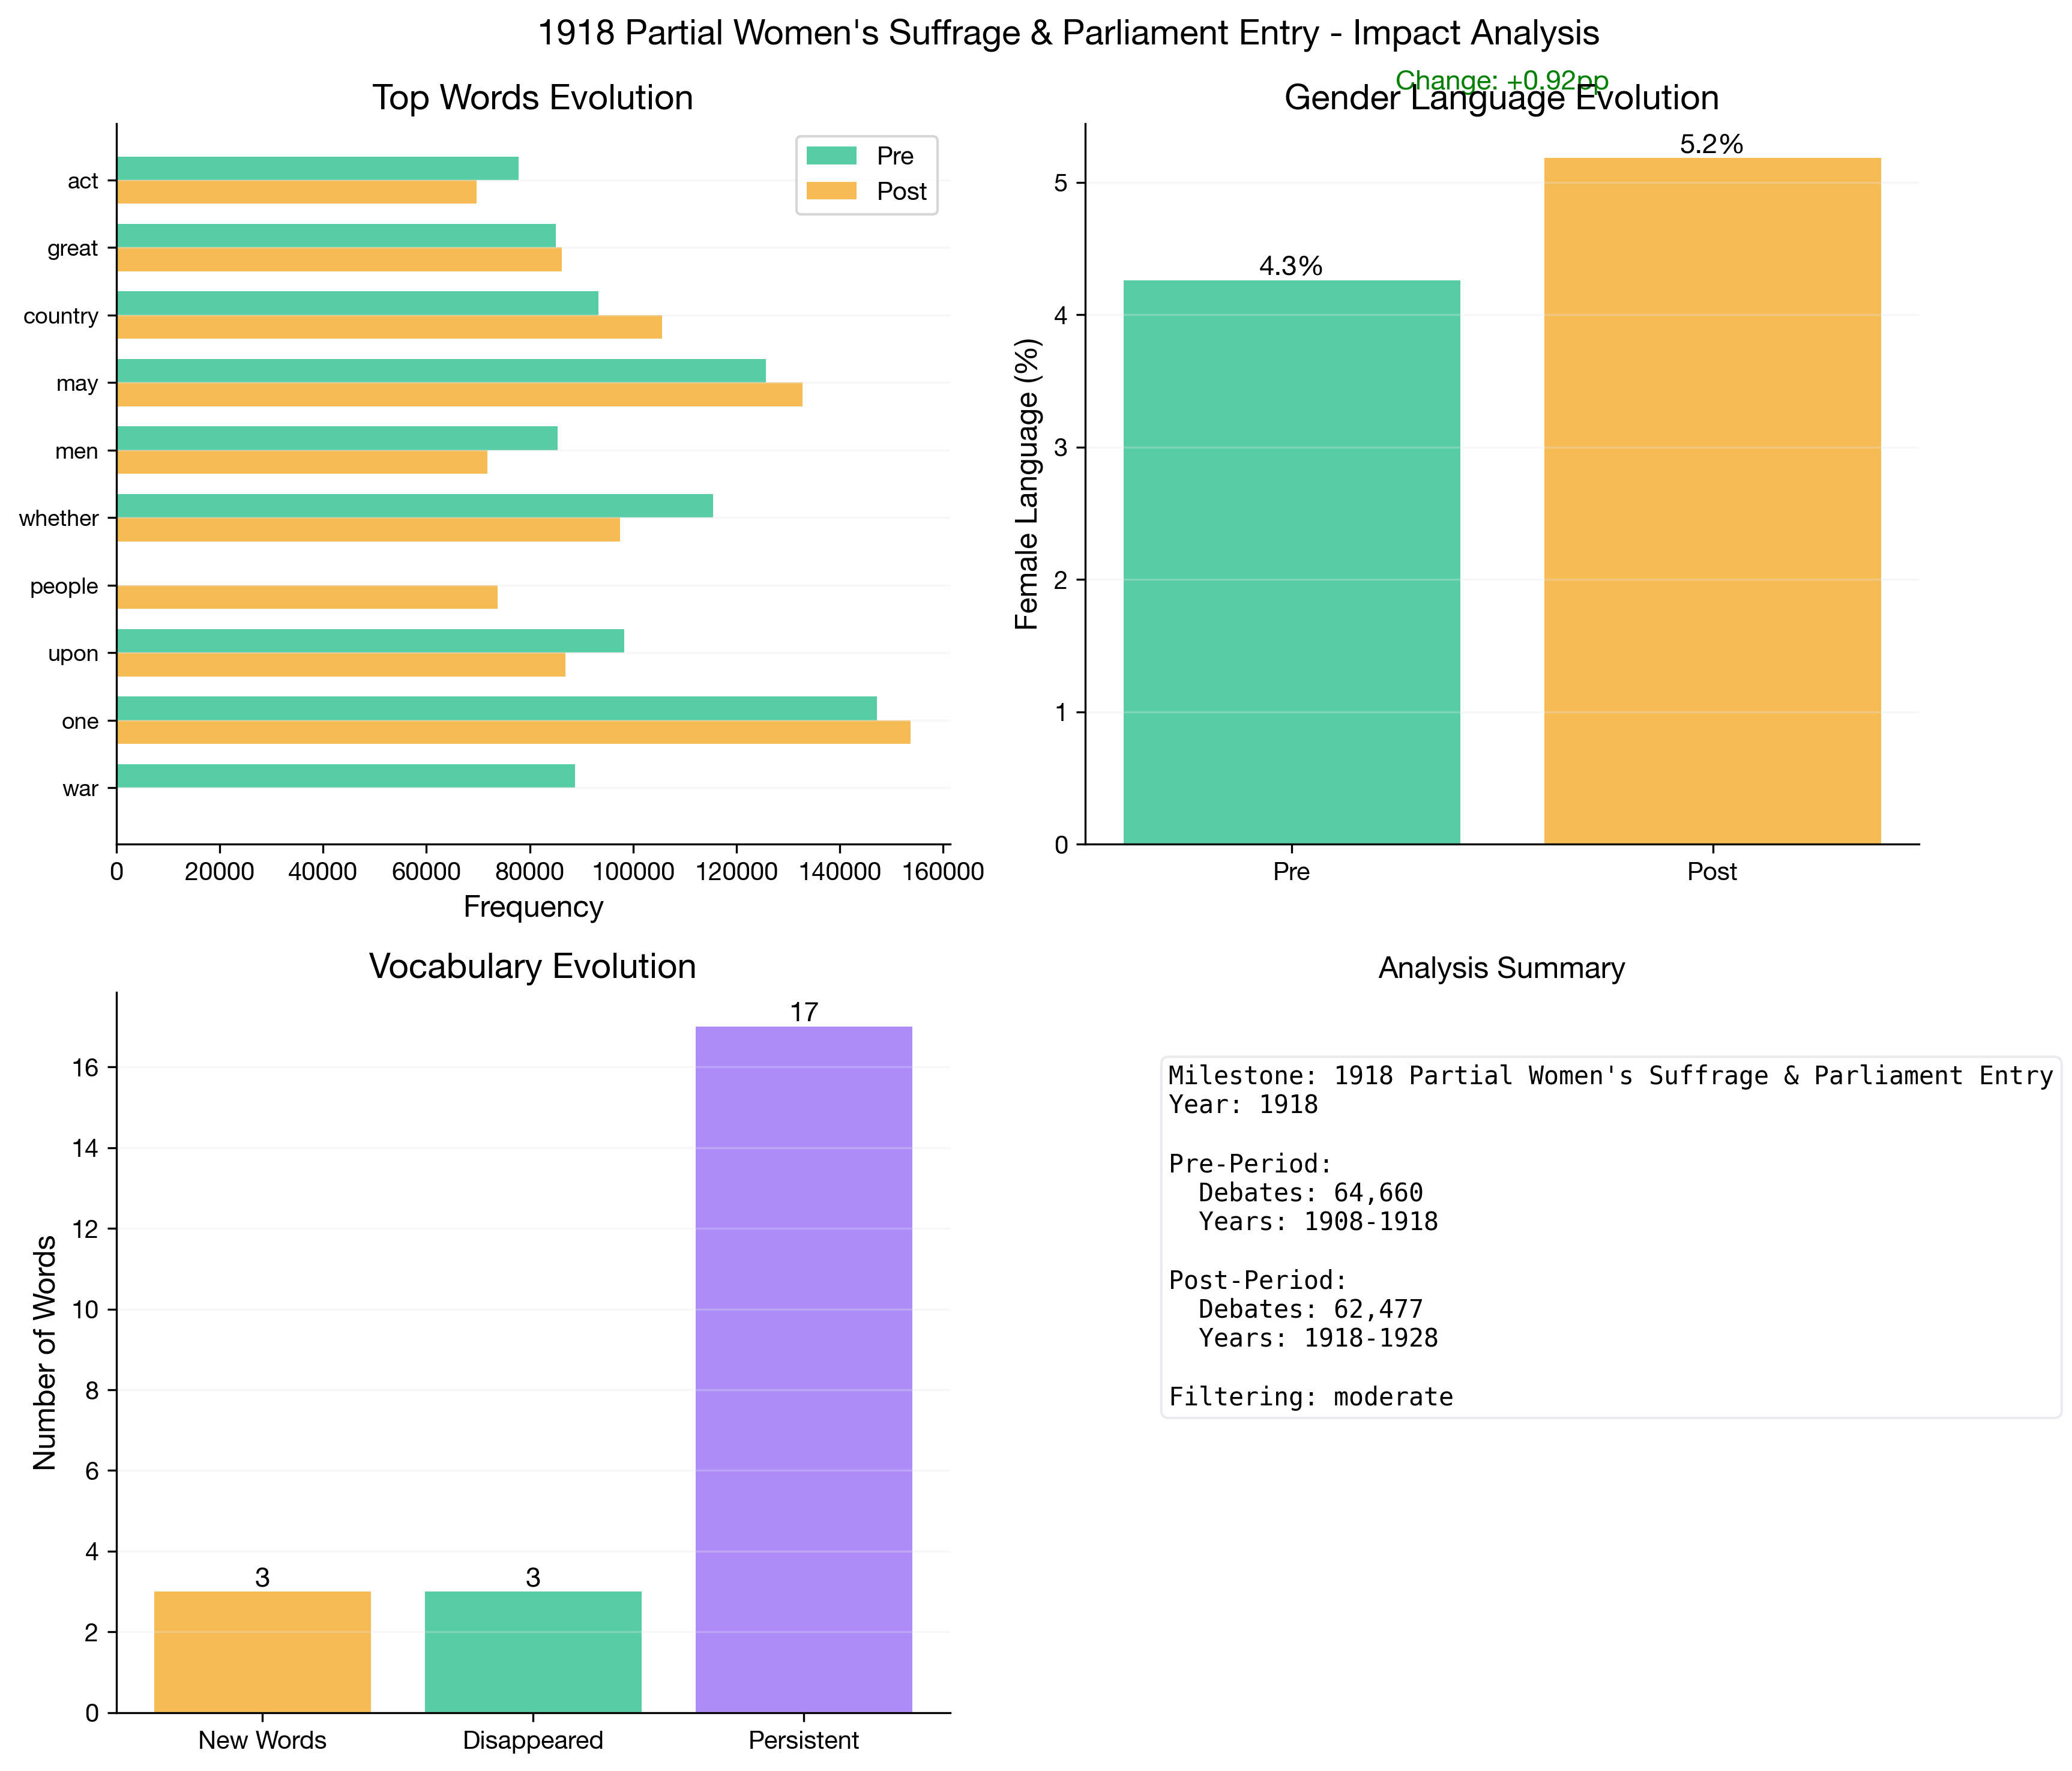 1918 Partial Women's Suffrage & Parliament Entry - Impact Analysis
Top Words Evolution
Pre
Post
act
great
country
may
men
whether
people
upon
one
war
0 20000 40000 60000 80000 100000 120000 140000 160000
Frequency
Change: +0.92pp
Gender Language Evolution
Female Language (%)
5
4
3
2
1
0
4.3%
5.2%
Pre Post
Vocabulary Evolution
Number of Words
16
14
12
10
8
6
4
2
0
3
3
17
New Words Disappeared Persistent
Analysis Summary
Milestone: 1918 Partial Women's Suffrage & Parliament Entry
Year: 1918
Pre-Period:
Debates: 64,660
Years: 1908-1918
Post-Period:
Debates: 62,477
Years: 1918-1928
Filtering: moderate